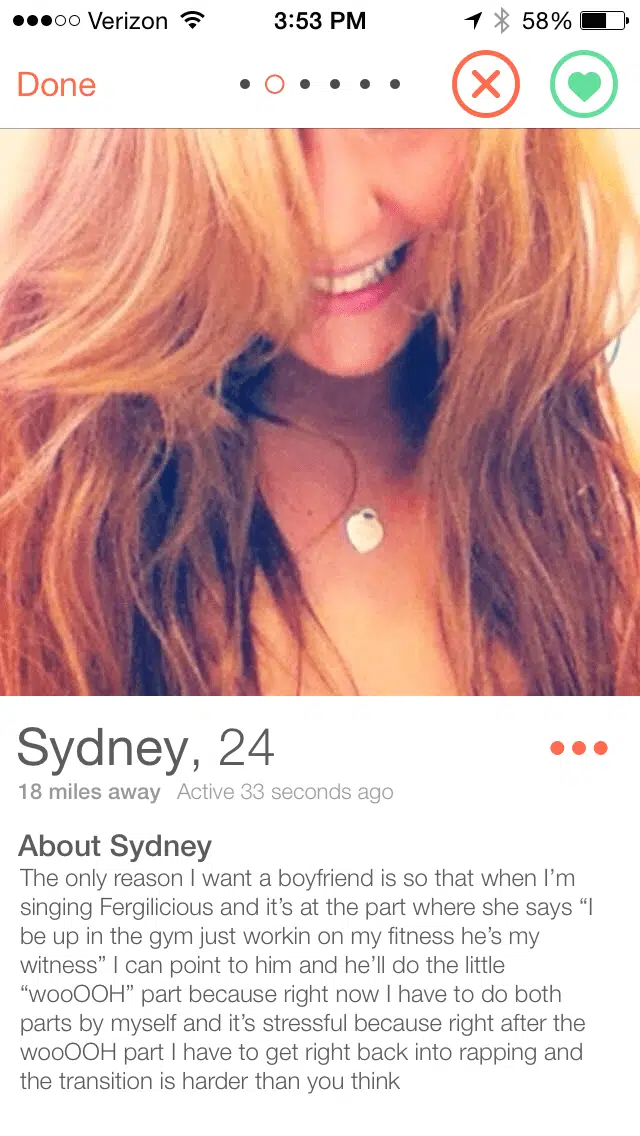 Verizon 3:53 PM 58%
Done
Sydney, 24
18 miles away Active 33 seconds ago
About Sydney
The only reason I want a boyfriend is so that when I’m
singing Fergilicious and it’s at the part where she says “I
be up in the gym just workin on my fitness he’s my
witness” I can point to him and he’ll do the little
“wooOOH” part because right now I have to do both
parts by myself and it’s stressful because right after the
wooOOH part I have to get right back into rapping and
the transition is harder than you think